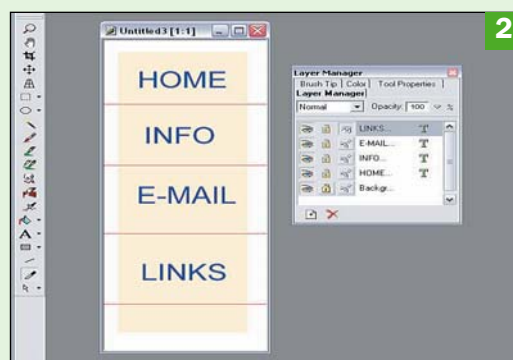 2
Untitled3 [1:1]
HOME
INFO
E-MAIL
LINKS
Layer Manager
Brush Tip Color Tool Properties
Layer Manager
Normal Opacity: 100 %
LINKS... T
E-MAIL... T
INFO... T
HOME... T
Backgr...